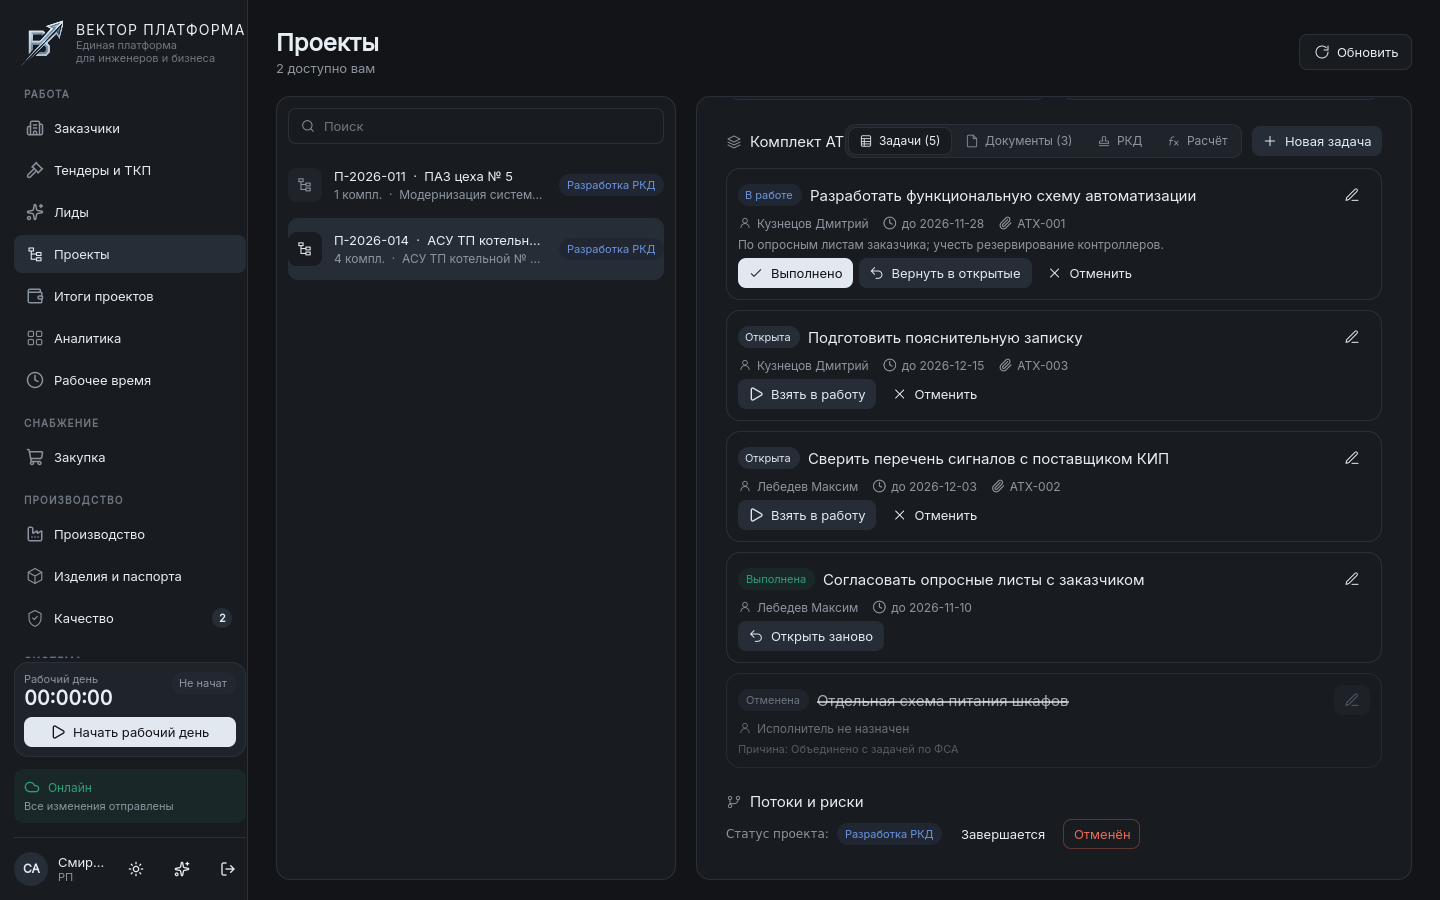 ВЕКТОР ПЛАТФОРМА
Единая платформа
для инженеров и бизнеса
РАБОТА
Заказчики
Тендеры и ТКП
Лиды
Проекты
Итоги проектов
Аналитика
Рабочее время
СНАБЖЕНИЕ
Закупка
ПРОИЗВОДСТВО
Производство
Изделия и паспорта
Качество 2
Рабочий день
Не начат
00:00:00
Начать рабочий день
Онлайн
Все изменения отправлены
СА
Смир...
РП
Проекты
2 доступно вам
Обновить
Поиск
П-2026-011 · ПАЗ цеха № 5
1 компл. · Модернизация систем...
Разработка РКД
П-2026-014 · АСУ ТП котельн...
4 компл. · АСУ ТП котельной № ...
Разработка РКД
Комплект АТ
Задачи (5)
Документы (3)
РКД
Расчёт
Новая задача
В работе Разработать функциональную схему автоматизации
Кузнецов Дмитрий до 2026-11-28 АТХ-001
По опросным листам заказчика; учесть резервирование контроллеров.
Выполнено Вернуть в открытые Отменить
Открыта Подготовить пояснительную записку
Кузнецов Дмитрий до 2026-12-15 АТХ-003
Взять в работу Отменить
Открыта Сверить перечень сигналов с поставщиком КИП
Лебедев Максим до 2026-12-03 АТХ-002
Взять в работу Отменить
Выполнена Согласовать опросные листы с заказчиком
Лебедев Максим до 2026-11-10
Открыть заново
Отменена Отдельная схема питания шкафов
Исполнитель не назначен
Причина: Объединено с задачей по ФСА
Потоки и риски
Статус проекта: Разработка РКД Завершается Отменён